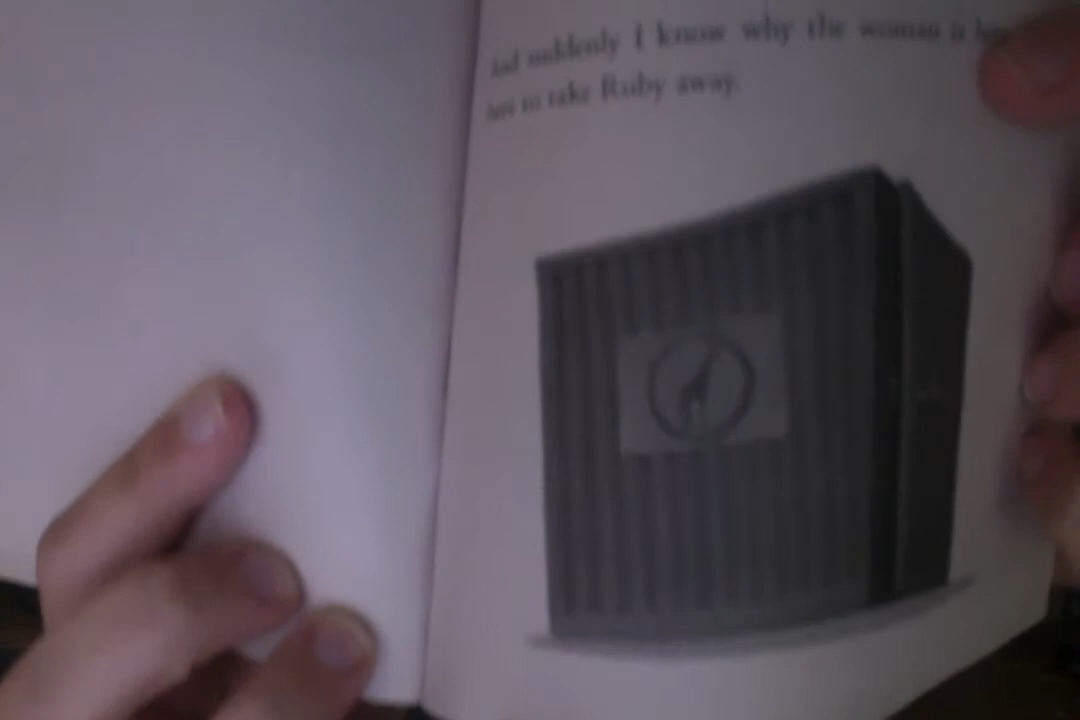 And suddenly I know why the woman is
to take Ruby away.